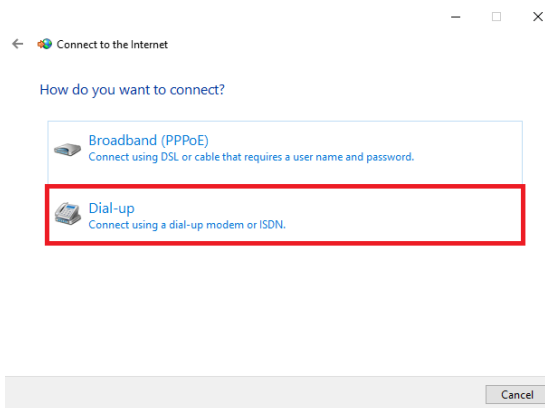 Connect to the Internet
How do you want to connect?
Broadband (PPPoE)
Connect using DSL or cable that requires a user name and password.
Dial-up
Connect using a dial-up modem or ISDN.
Cancel